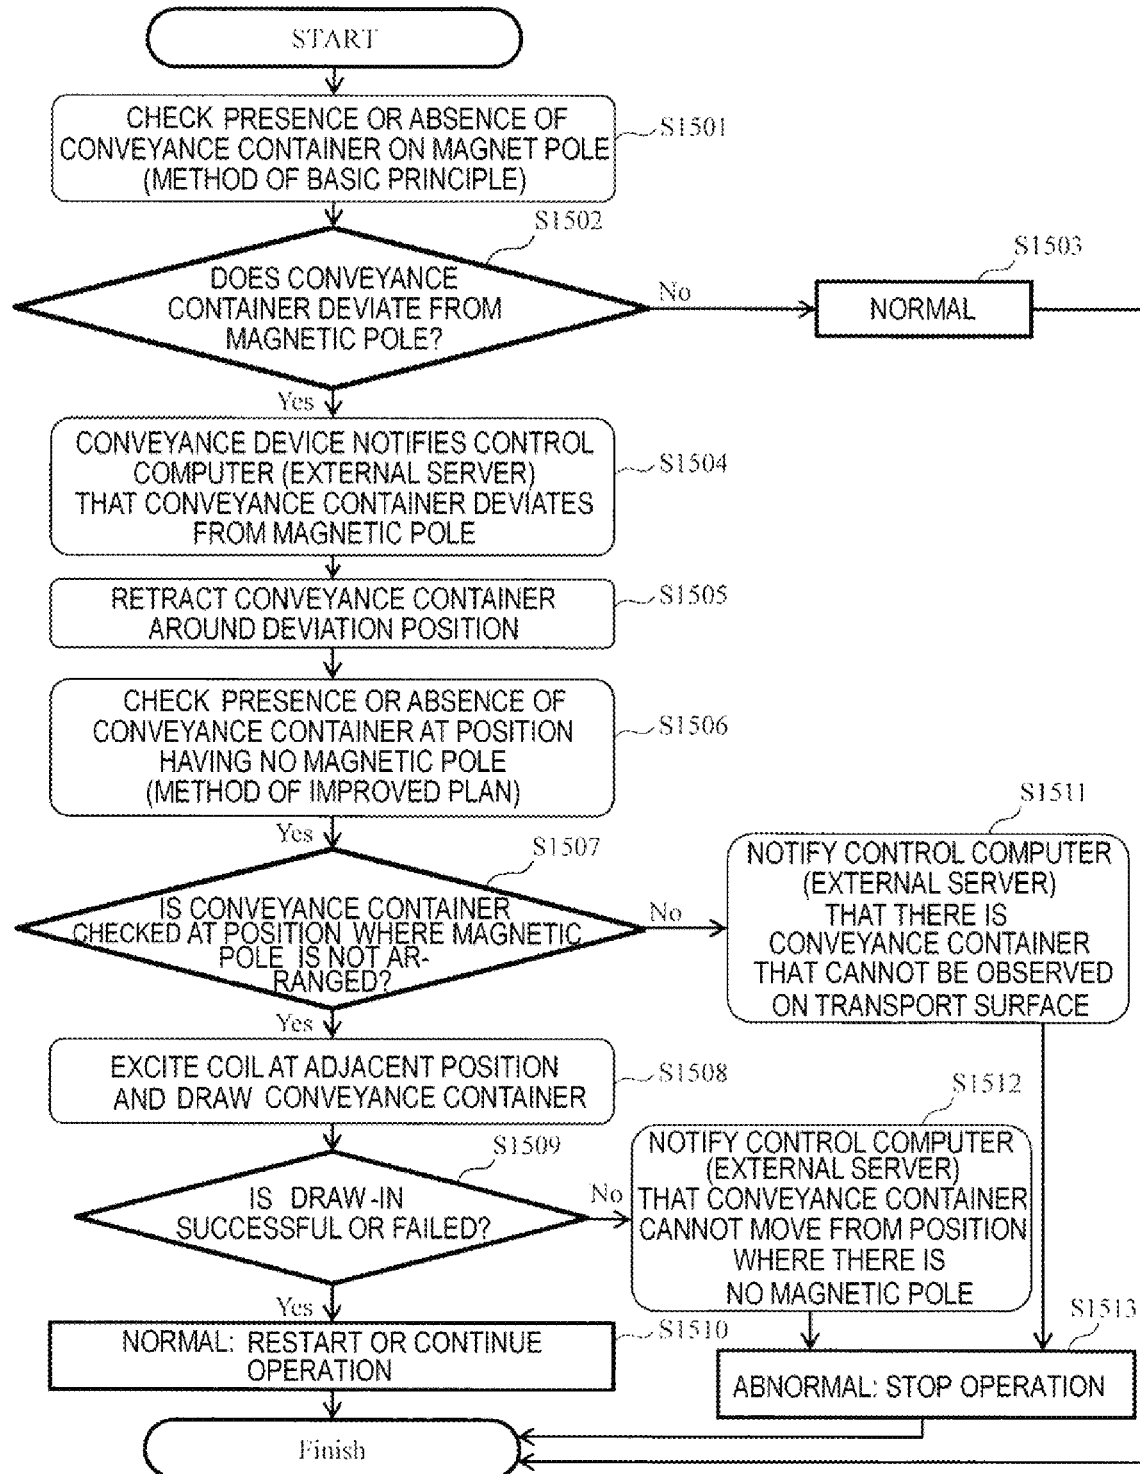 START
CHECK PRESENCE OR ABSENCE OF
CONVEYANCE CONTAINER ON MAGNET POLE
(METHOD OF BASIC PRINCIPLE)
S1501
S1502
DOES CONVEYANCE
CONTAINER DEVIATE FROM
MAGNETIC POLE?
No
S1503
NORMAL
Yes
CONVEYANCE DEVICE NOTIFIES CONTROL
COMPUTER (EXTERNAL SERVER)
THAT CONVEYANCE CONTAINER DEVIATES
FROM MAGNETIC POLE
S1504
RETRACT CONVEYANCE CONTAINER
AROUND DEVIATION POSITION
S1505
CHECK PRESENCE OR ABSENCE OF
CONVEYANCE CONTAINER AT POSITION
HAVING NO MAGNETIC POLE
(METHOD OF IMPROVED PLAN)
S1506
Yes
S1507
IS CONVEYANCE CONTAINER
CHECKED AT POSITION WHERE MAGNETIC
POLE IS NOT AR-
RANGED?
No
S1511
NOTIFY CONTROL COMPUTER
(EXTERNAL SERVER)
THAT THERE IS
CONVEYANCE CONTAINER
THAT CANNOT BE OBSERVED
ON TRANSPORT SURFACE
Yes
EXCITE COIL AT ADJACENT POSITION
AND DRAW CONVEYANCE CONTAINER
S1508
S1509
IS DRAW-IN
SUCCESSFUL OR FAILED?
No
S1512
NOTIFY CONTROL COMPUTER
(EXTERNAL SERVER)
THAT CONVEYANCE CONTAINER
CANNOT MOVE FROM POSITION
WHERE THERE IS
NO MAGNETIC POLE
Yes
NORMAL: RESTART OR CONTINUE
OPERATION
S1510
S1513
ABNORMAL: STOP OPERATION
Finish